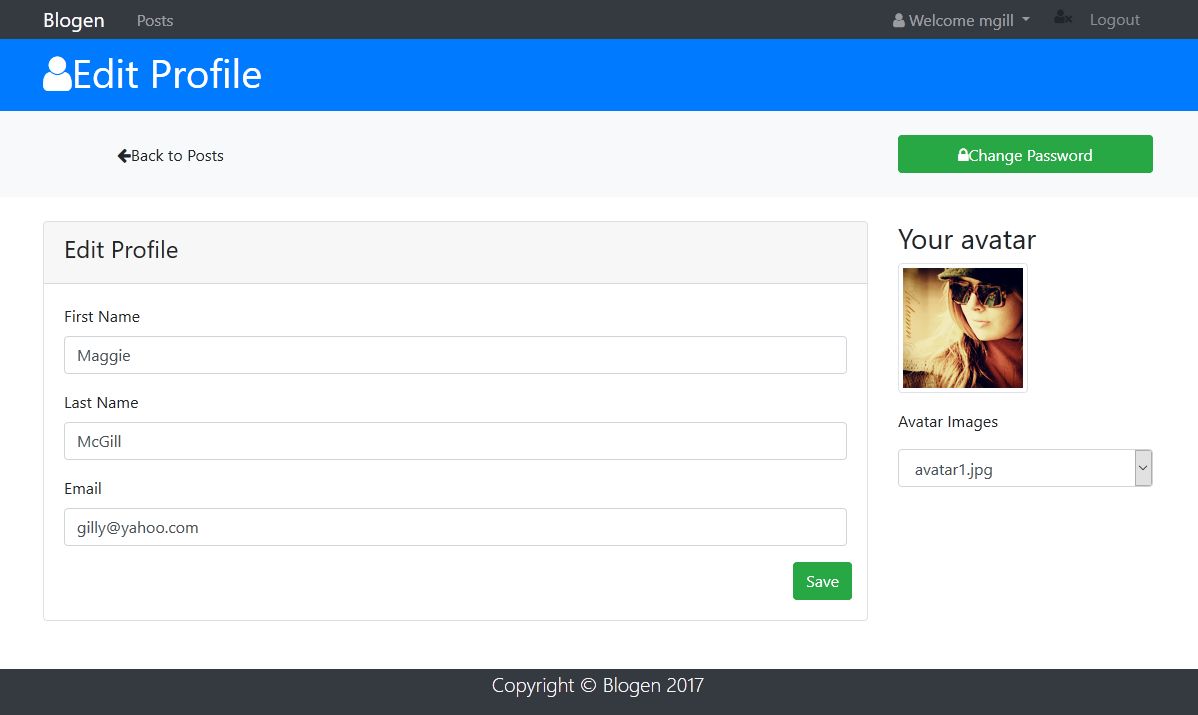 Blogen Posts Welcome mgill Logout
Edit Profile
Back to Posts Change Password
Edit Profile
First Name
Maggie
Last Name
McGill
Email
gilly@yahoo.com
Save
Your avatar
Avatar Images
avatar1.jpg
Copyright © Blogen 2017